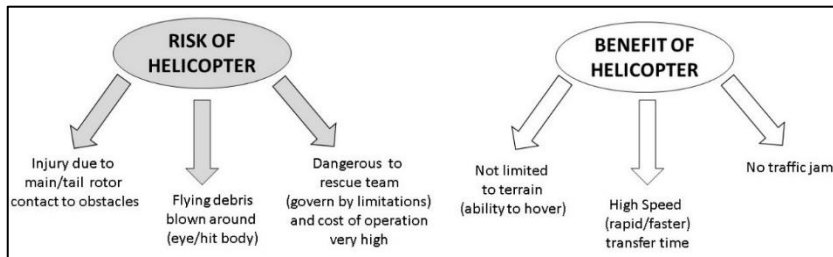 RISK OF
HELICOPTER
Injury due to
main/tail rotor
contact to obstacles
Flying debris
blown around
(eye/hit body)
Dangerous to
rescue team
(govern by limitations)
and cost of operation
very high
BENEFIT OF
HELICOPTER
Not limited
to terrain
(ability to hover)
High Speed
(rapid/faster)
transfer time
No traffic jam